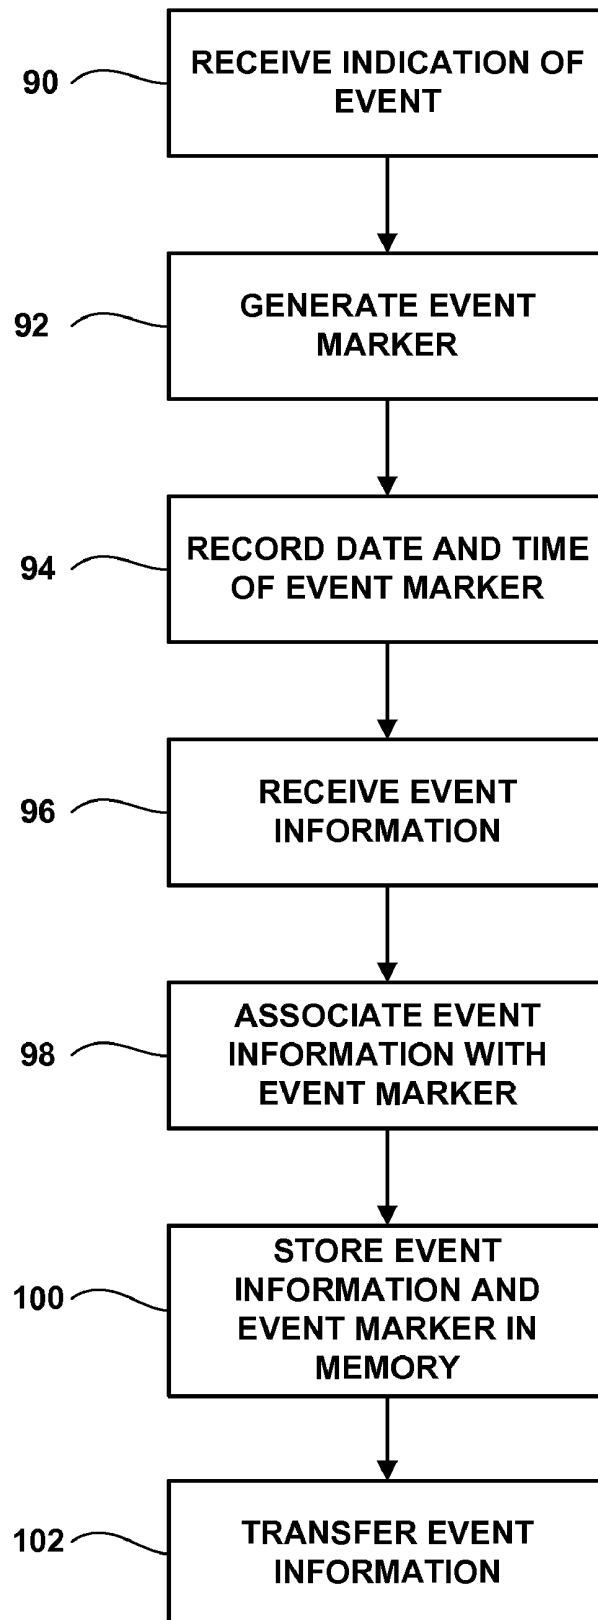 90
RECEIVE INDICATION OF
EVENT
92
GENERATE EVENT
MARKER
94
RECORD DATE AND TIME
OF EVENT MARKER
96
RECEIVE EVENT
INFORMATION
98
ASSOCIATE EVENT
INFORMATION WITH
EVENT MARKER
100
STORE EVENT
INFORMATION AND
EVENT MARKER IN
MEMORY
102
TRANSFER EVENT
INFORMATION